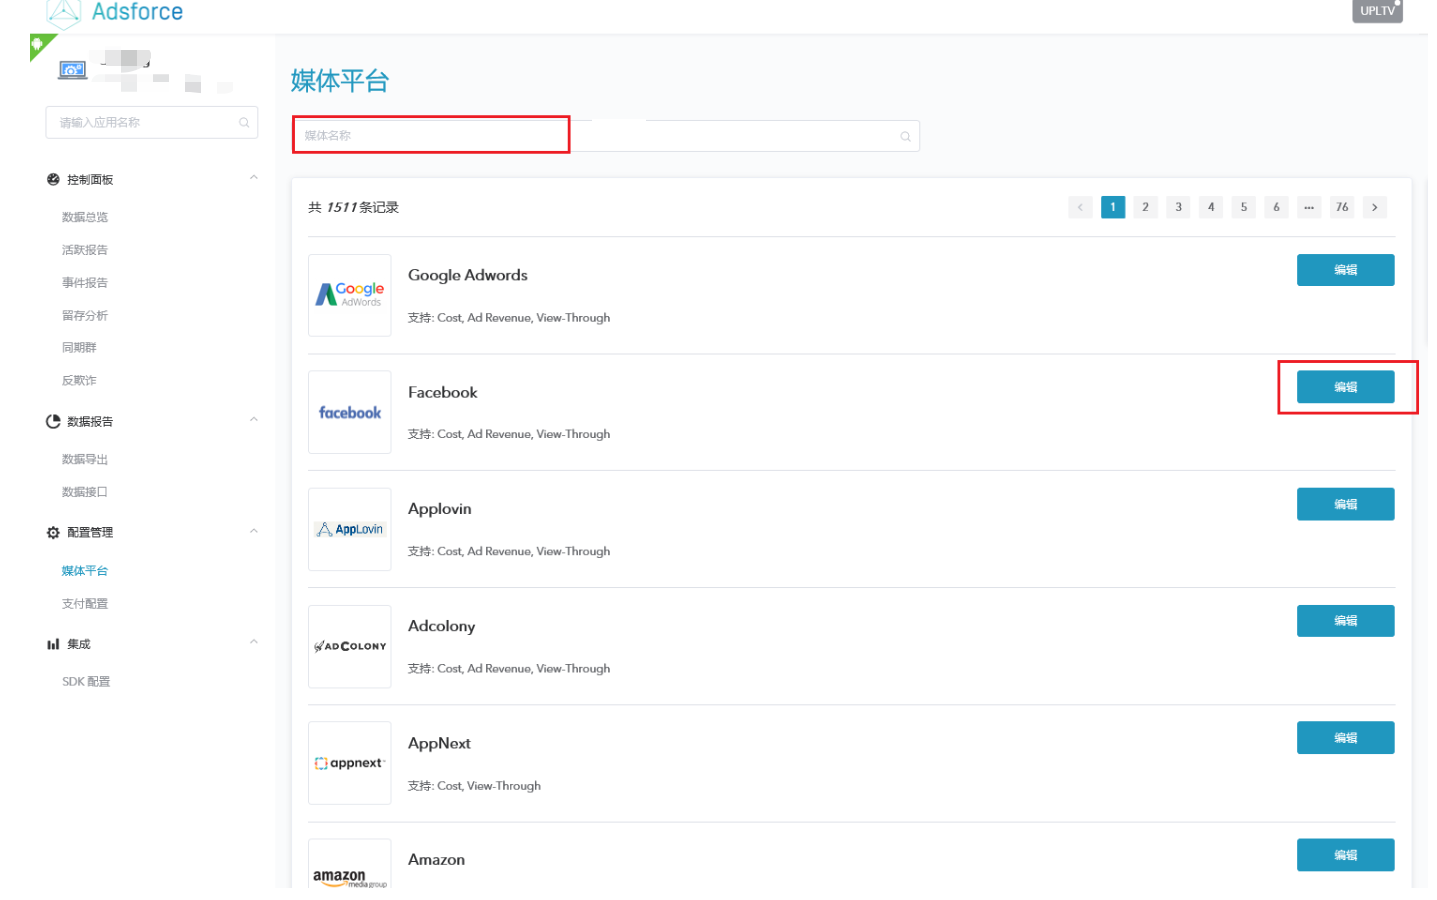 Adsforce
UPLTV
请输入应用名称
控制面板
数据总览
活跃报告
事件报告
留存分析
同期群
反欺诈
数据报告
数据导出
数据接口
配置管理
媒体平台
支付配置
集成
SDK 配置
媒体平台
媒体名称
共 1511 条记录
< 1 2 3 4 5 6 ··· 76 >
Google AdWords
Google Adwords
支持: Cost, Ad Revenue, View-Through
编辑
facebook
Facebook
支持: Cost, Ad Revenue, View-Through
编辑
AppLovin
Applovin
支持: Cost, Ad Revenue, View-Through
编辑
ADCOLONY
Adcolony
支持: Cost, Ad Revenue, View-Through
编辑
appnext
AppNext
支持: Cost, View-Through
编辑
amazon
media group
Amazon
编辑